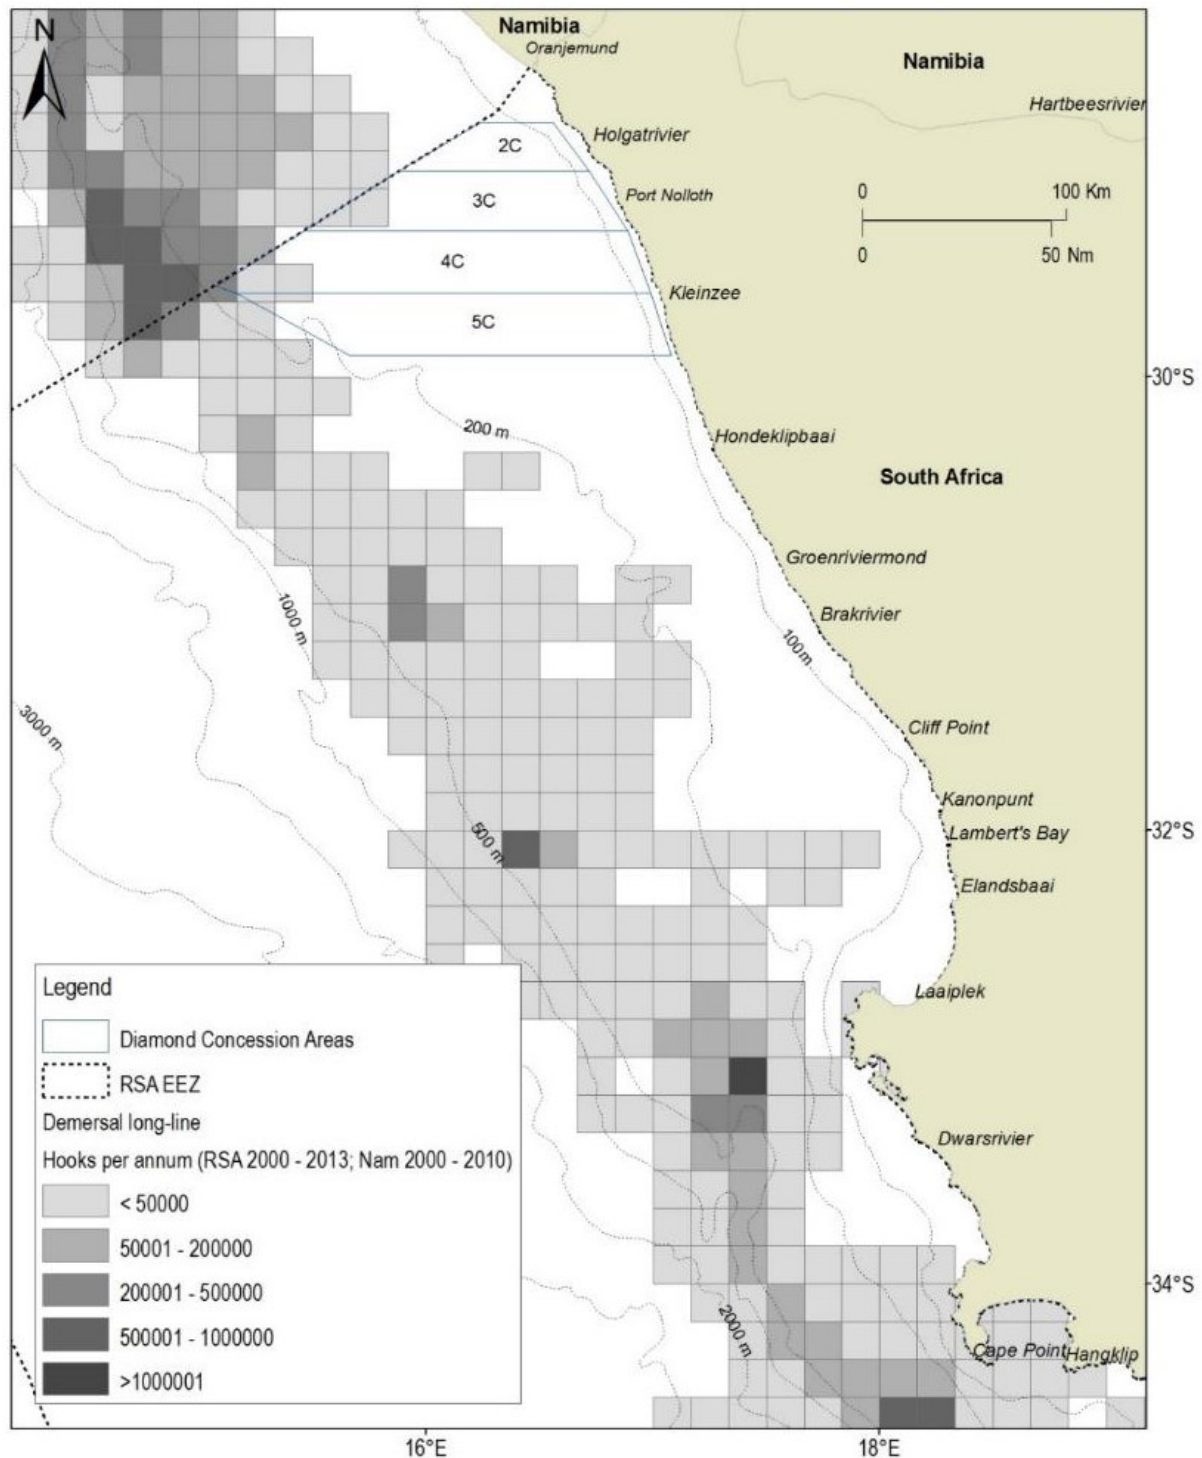 N
Namibia
Oranjemund
Namibia
Hartbeesrivier
Holgatrivier
2C
Port Nolloth
0 100 Km
3C
0 50 Nm
4C
Kleinzee
5C
30°S
200 m
Hondeklipbaai
South Africa
Groenriviermond
1000 m
Brakrivier
100m
3000 m
Cliff Point
Kanonpunt
500 m
Lambert's Bay
32°S
Elandsbaai
Laaiplek
Legend
Diamond Concession Areas
RSA EEZ
Demersal long-line
Hooks per annum (RSA 2000 - 2013; Nam 2000 - 2010)
< 50000
50001 - 200000
200001 - 500000
500001 - 1000000
>1000001
Dwarsrivier
34°S
2000 m
Cape Point
Hangklip
16°E
18°E